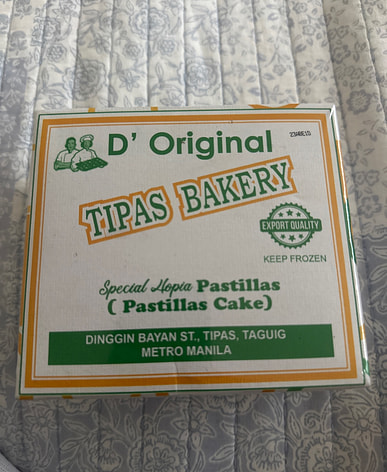 D' Original
TIPAS BAKERY
EXPORT QUALITY
KEEP FROZEN
Special Hopia Pastillas
( Pastillas Cake)
DINGGIN BAYAN ST., TIPAS, TAGUIG
METRO MANILA